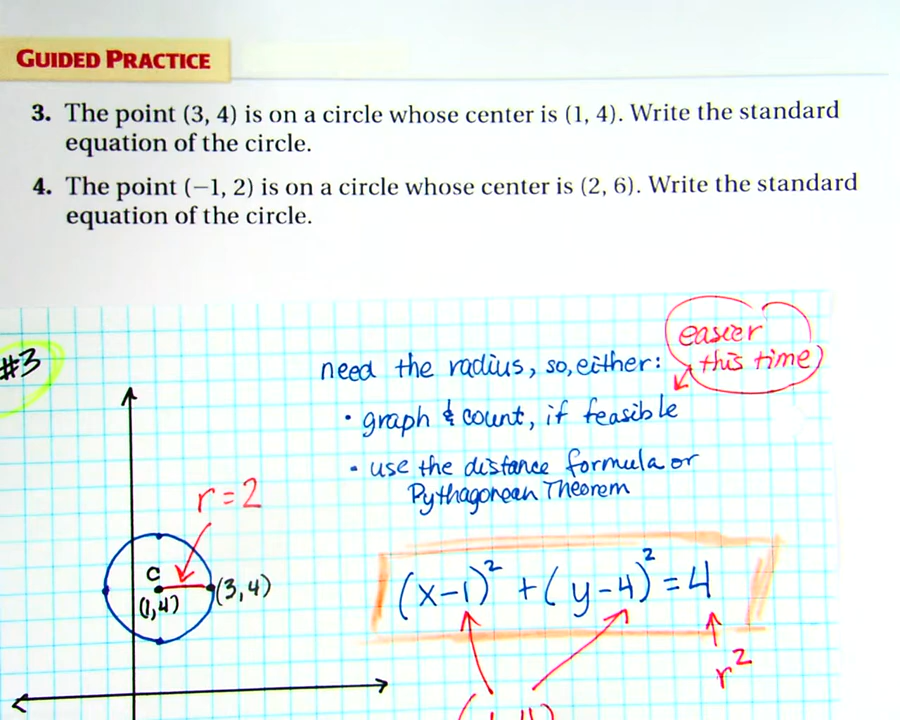 GUIDED PRACTICE
3. The point (3, 4) is on a circle whose center is (1, 4). Write the standard
equation of the circle.
4. The point (−1, 2) is on a circle whose center is (2, 6). Write the standard
equation of the circle.
#3
easier
this time)
need the radius, so, either:
• graph & count, if feasible
• use the distance formula or
Pythagorean Theorem
r = 2
C
(1,4)
(3,4)
(x−1)² + (y−4)² = 4
r²